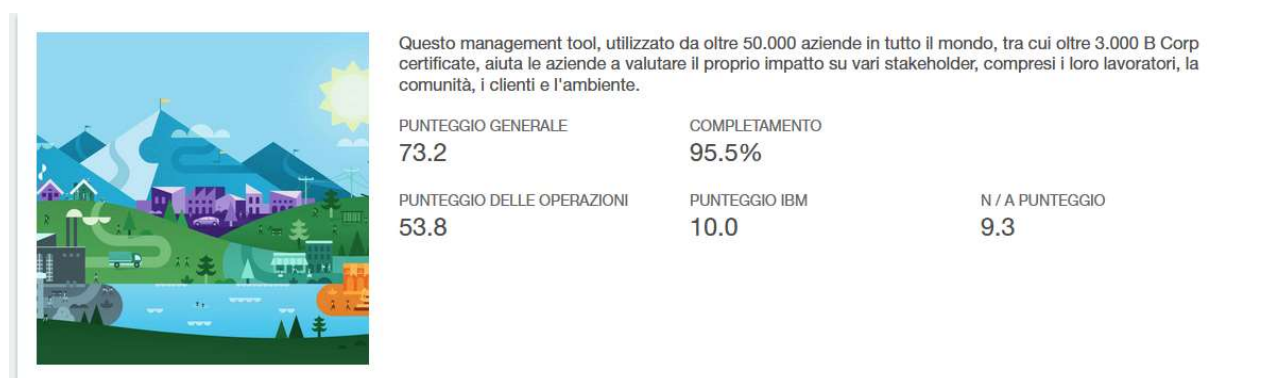 Questo management tool, utilizzato da oltre 50.000 aziende in tutto il mondo, tra cui oltre 3.000 B Corp
certificate, aiuta le aziende a valutare il proprio impatto su vari stakeholder, compresi i loro lavoratori, la
comunità, i clienti e l'ambiente.
PUNTEGGIO GENERALE
73.2
COMPLETAMENTO
95.5%
PUNTEGGIO DELLE OPERAZIONI
53.8
PUNTEGGIO IBM
10.0
N / A PUNTEGGIO
9.3